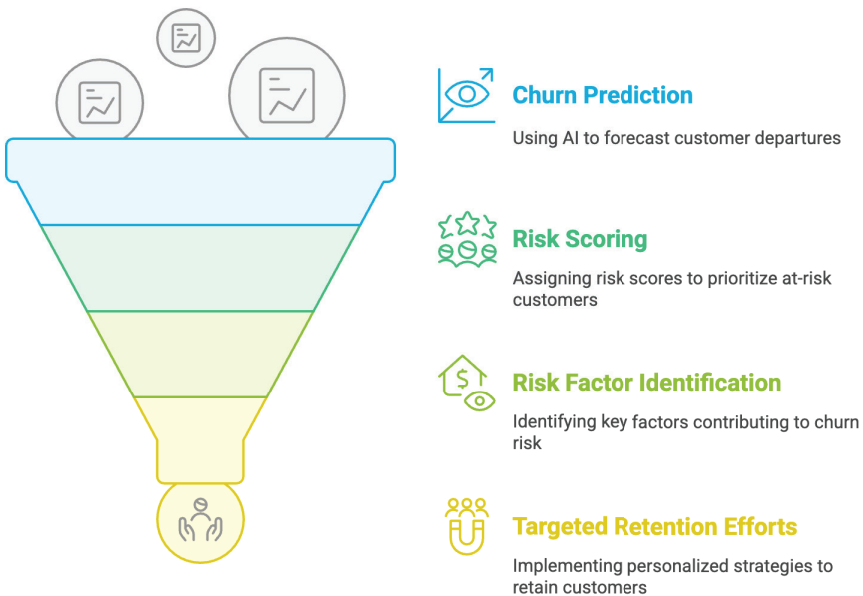 Churn Prediction
Using AI to forecast customer departures
Risk Scoring
Assigning risk scores to prioritize at-risk
customers
Risk Factor Identification
Identifying key factors contributing to churn
risk
Targeted Retention Efforts
Implementing personalized strategies to
retain customers